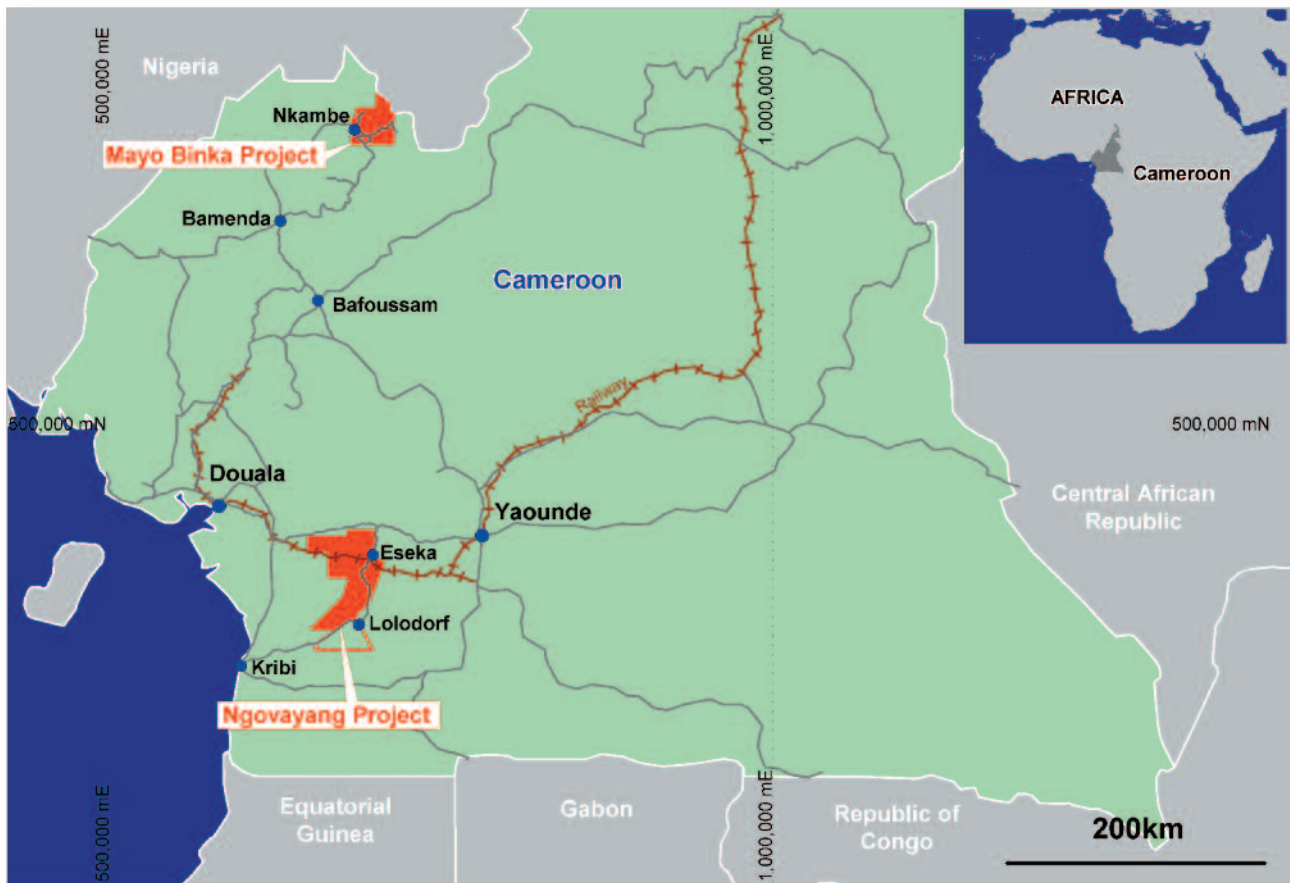 Nigeria
500,000 mE
1,000,000 mE
Nkambe
Mayo Binka Project
AFRICA
Cameroon
Bamenda
Cameroon
Bafoussam
Railway
500,000 mN
500,000 mN
Douala
Yaounde
Central African
Republic
Eseka
Lolodorf
Kribi
Ngovayang Project
500,000 mE
Equatorial
Guinea
Gabon
1,000,000 mE
Republic of
Congo
200km